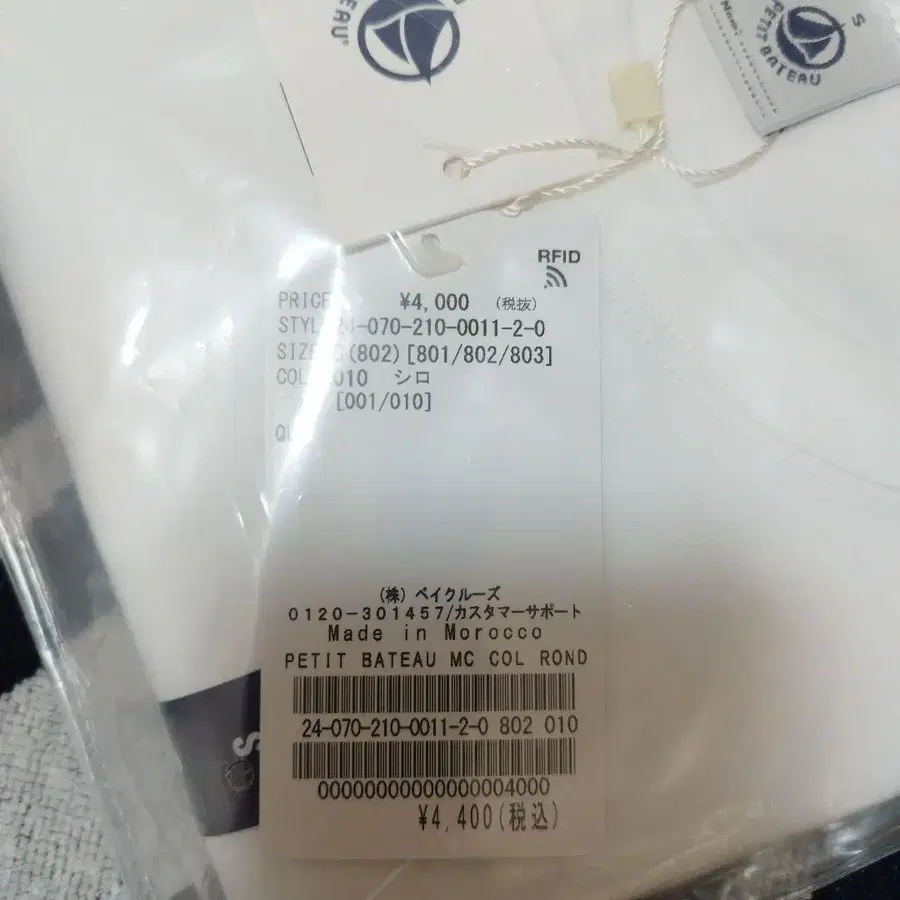 BATEAU
S
PETIT BATEAU
Nom:
RFID
PRICE ¥4,000 (税抜)
STYL 24-070-210-0011-2-0
SIZE (802)[801/802/803]
COL 010 シロ
[001/010]
(株)ベイクルーズ
0120-301457/カスタマーサポート
Made in Morocco
PETIT BATEAU MC COL ROND
24-070-210-0011-2-0 802 010
000000000000000004000
¥4,400(税込)
S